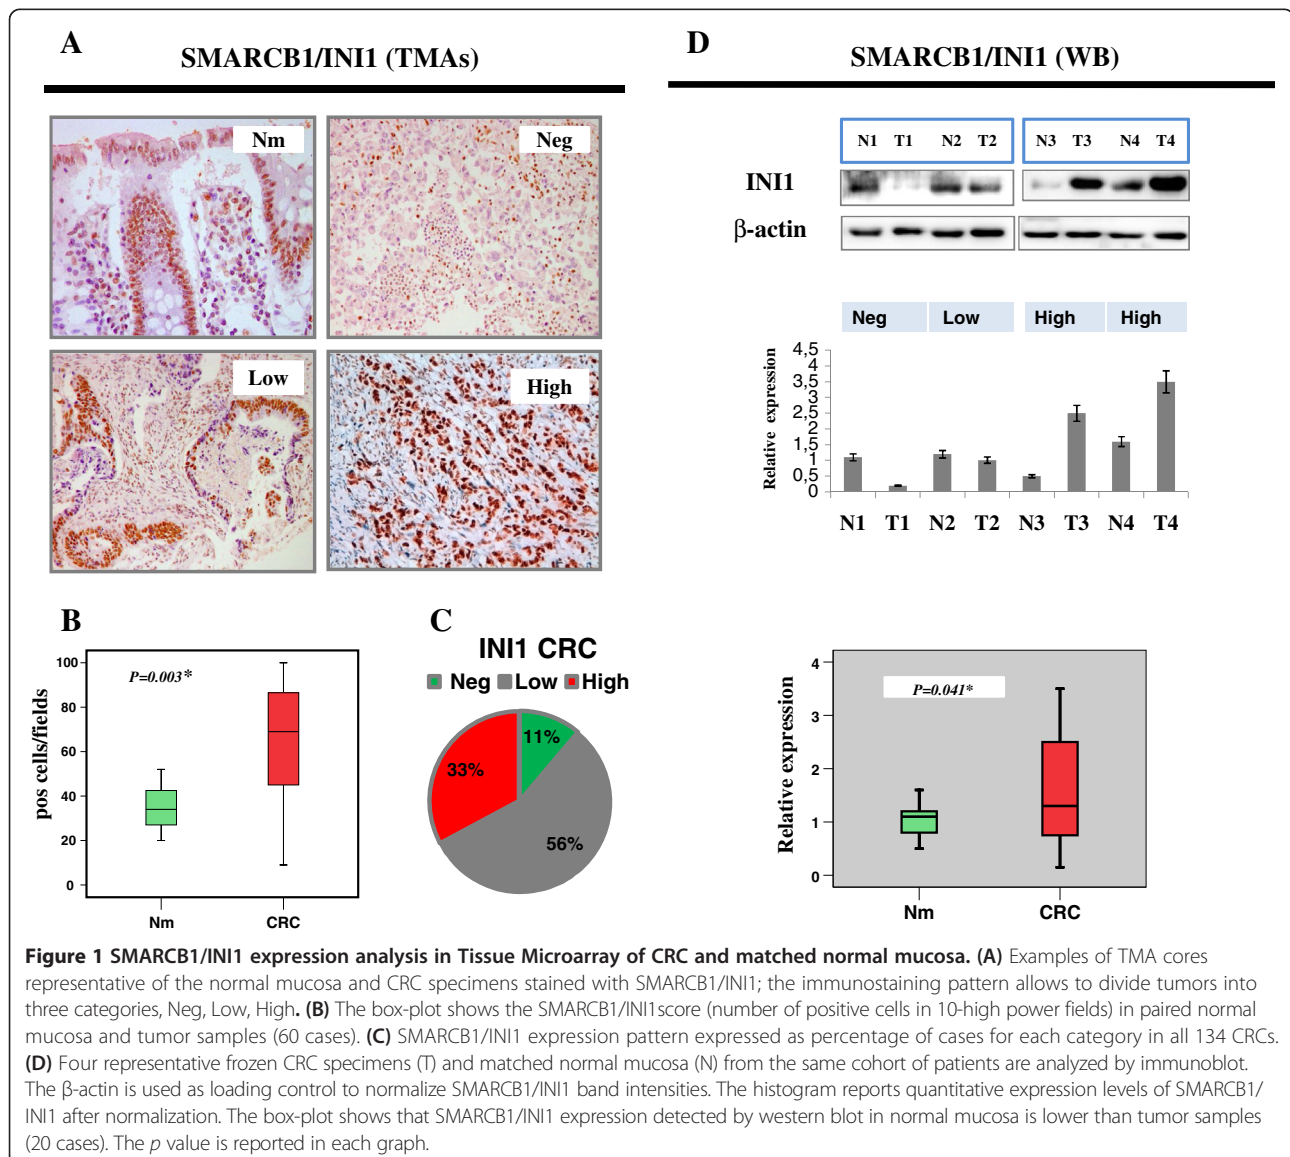 A
SMARCB1/INI1 (TMAs)
Nm
Neg
Low
High
D
SMARCB1/INI1 (WB)
N1 T1 N2 T2 N3 T3 N4 T4
INI1
β-actin
Neg Low High High
Relative expression
4,5
3,5
2,5
1,5
0,5
0
N1 T1 N2 T2 N3 T3 N4 T4
B
pos cells/fields
100
80
60
40
20
0
P=0.003*
Nm CRC
C
INI1 CRC
Neg Low High
11%
33%
56%
Relative expression
4
3
2
1
0
P=0.041*
Nm CRC
Figure 1 SMARCB1/INI1 expression analysis in Tissue Microarray of CRC and matched normal mucosa. (A) Examples of TMA cores
representative of the normal mucosa and CRC specimens stained with SMARCB1/INI1; the immunostaining pattern allows to divide tumors into
three categories, Neg, Low, High. (B) The box-plot shows the SMARCB1/INI1score (number of positive cells in 10-high power fields) in paired normal
mucosa and tumor samples (60 cases). (C) SMARCB1/INI1 expression pattern expressed as percentage of cases for each category in all 134 CRCs.
(D) Four representative frozen CRC specimens (T) and matched normal mucosa (N) from the same cohort of patients are analyzed by immunoblot.
The β-actin is used as loading control to normalize SMARCB1/INI1 band intensities. The histogram reports quantitative expression levels of SMARCB1/
INI1 after normalization. The box-plot shows that SMARCB1/INI1 expression detected by western blot in normal mucosa is lower than tumor samples
(20 cases). The p value is reported in each graph.